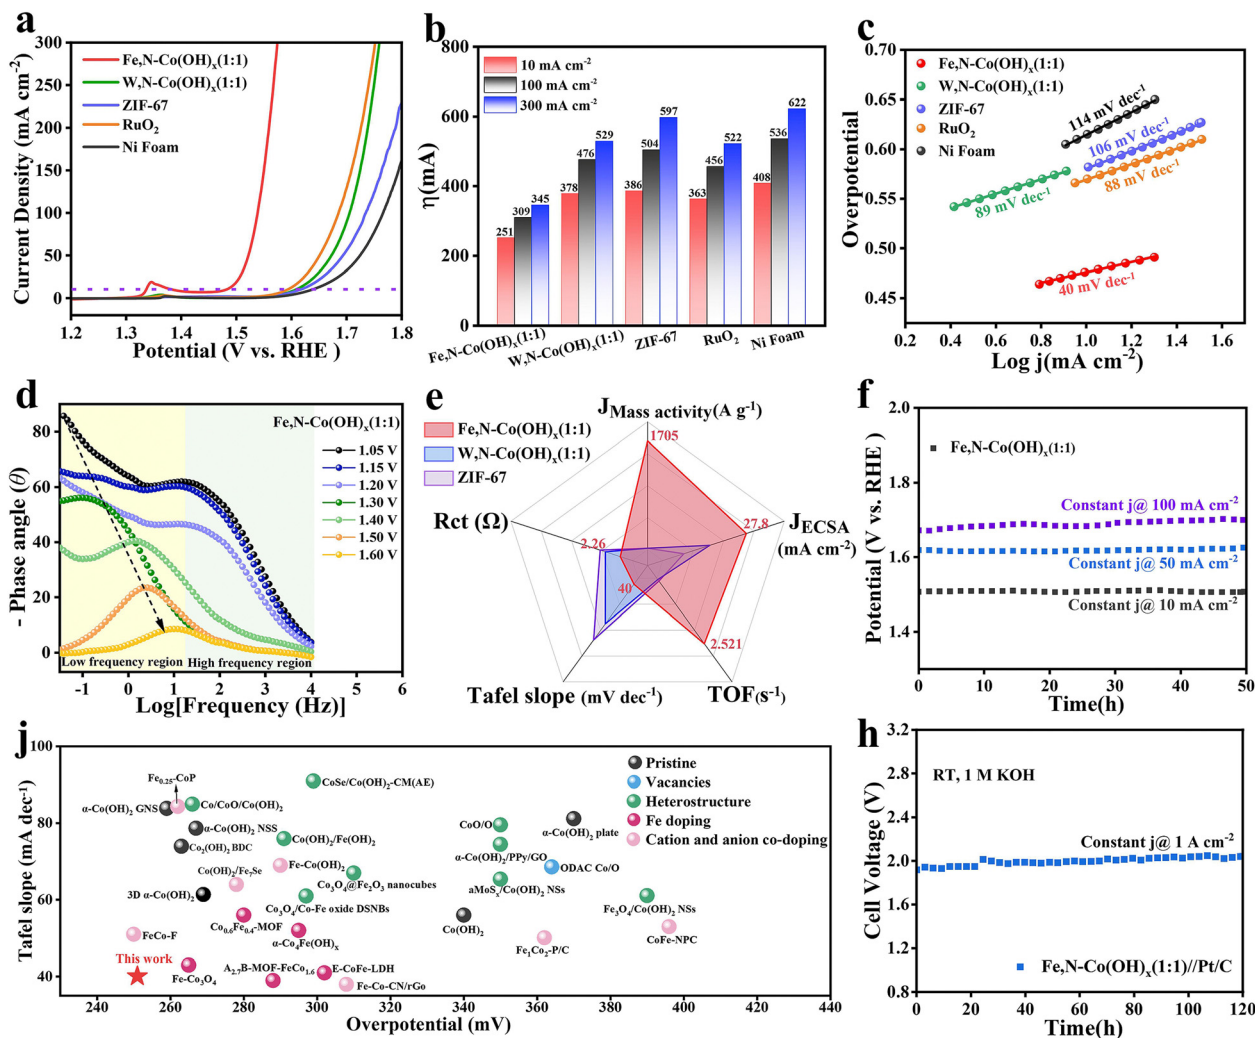 a
Current Density (mA cm⁻²)
300
250
200
150
100
50
0
Fe,N-Co(OH)ₓ(1:1)
W,N-Co(OH)ₓ(1:1)
ZIF-67
RuO₂
Ni Foam
1.2 1.3 1.4 1.5 1.6 1.7 1.8
Potential (V vs. RHE )
b
η(mA)
800
600
400
200
0
10 mA cm⁻²
100 mA cm⁻²
300 mA cm⁻²
251 309 345
378 476 529
386 504 597
363 456 522
408 536 622
Fe,N-Co(OH)ₓ(1:1) W,N-Co(OH)ₓ(1:1) ZIF-67 RuO₂ Ni Foam
c
Overpotential
0.70
0.65
0.60
0.55
0.50
0.45
Fe,N-Co(OH)ₓ(1:1)
W,N-Co(OH)ₓ(1:1)
ZIF-67
RuO₂
Ni Foam
114 mV dec⁻¹
106 mV dec⁻¹
88 mV dec⁻¹
89 mV dec⁻¹
40 mV dec⁻¹
0.2 0.4 0.6 0.8 1.0 1.2 1.4 1.6
Log j(mA cm⁻²)
d
- Phase angle (θ)
80
60
40
20
0
Fe,N-Co(OH)ₓ(1:1)
1.05 V
1.15 V
1.20 V
1.30 V
1.40 V
1.50 V
1.60 V
Low frequency region
High frequency region
-1 0 1 2 3 4 5 6
Log[Frequency (Hz)]
e
J Mass activity(A g⁻¹)
Fe,N-Co(OH)ₓ(1:1)
W,N-Co(OH)ₓ(1:1)
ZIF-67
1705
Rct (Ω)
2.26
27.8
J ECSA
(mA cm⁻²)
40
2.521
Tafel slope (mV dec⁻¹)
TOF(s⁻¹)
f
Potential (V vs. RHE )
2.0
1.8
1.6
1.4
Fe,N-Co(OH)ₓ(1:1)
Constant j@ 100 mA cm⁻²
Constant j@ 50 mA cm⁻²
Constant j@ 10 mA cm⁻²
0 10 20 30 40 50
Time(h)
j
Tafel slope (mA dec⁻¹)
100
80
60
40
Pristine
Vacancies
Heterostructure
Fe doping
Cation and anion co-doping
Fe₀.₂₅-CoP
CoSe/Co(OH)₂-CM(AE)
α-Co(OH)₂ GNS
Co/CoO/Co(OH)₂
α-Co(OH)₂ NSS
Co₂(OH)₂ BDC
Co(OH)₂/Fe(OH)₂
CoO/O
α-Co(OH)₂ plate
α-Co(OH)₂/PPy/GO
Fe-Co(OH)₂
Co(OH)₂/Fe₇Se
Co₃O₄@Fe₂O₃ nanocubes
ODAC Co/O
aMoSₓ/Co(OH)₂ NSs
3D α-Co(OH)₂
Co₃O₄/Co-Fe oxide DSNBs
Fe₃O₄/Co(OH)₂ NSs
Co₀.₆Fe₀.₄-MOF
Co(OH)₂
FeCo-F
α-Co₄Fe(OH)ₓ
Fe₁Co₂-P/C
CoFe-NPC
This work
Fe-Co₃O₄
A₂.₇B-MOF-FeCo₁.₆
E-CoFe-LDH
Fe-Co-CN/rGo
240 260 280 300 320 340 360 380 400 420 440
Overpotential (mV)
h
Cell Voltage (V)
3.2
2.8
2.4
2.0
1.6
1.2
0.8
RT, 1 M KOH
Constant j@ 1 A cm⁻²
Fe,N-Co(OH)ₓ(1:1)//Pt/C
0 20 40 60 80 100 120
Time(h)